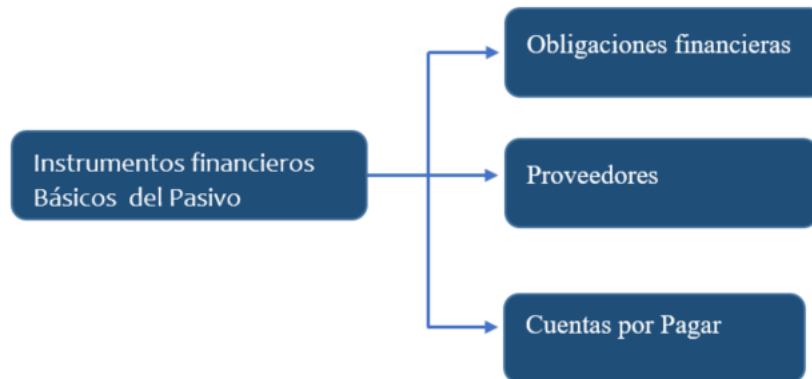 Obligaciones financieras
Instrumentos financieros
Básicos del Pasivo
Proveedores
Cuentas por Pagar